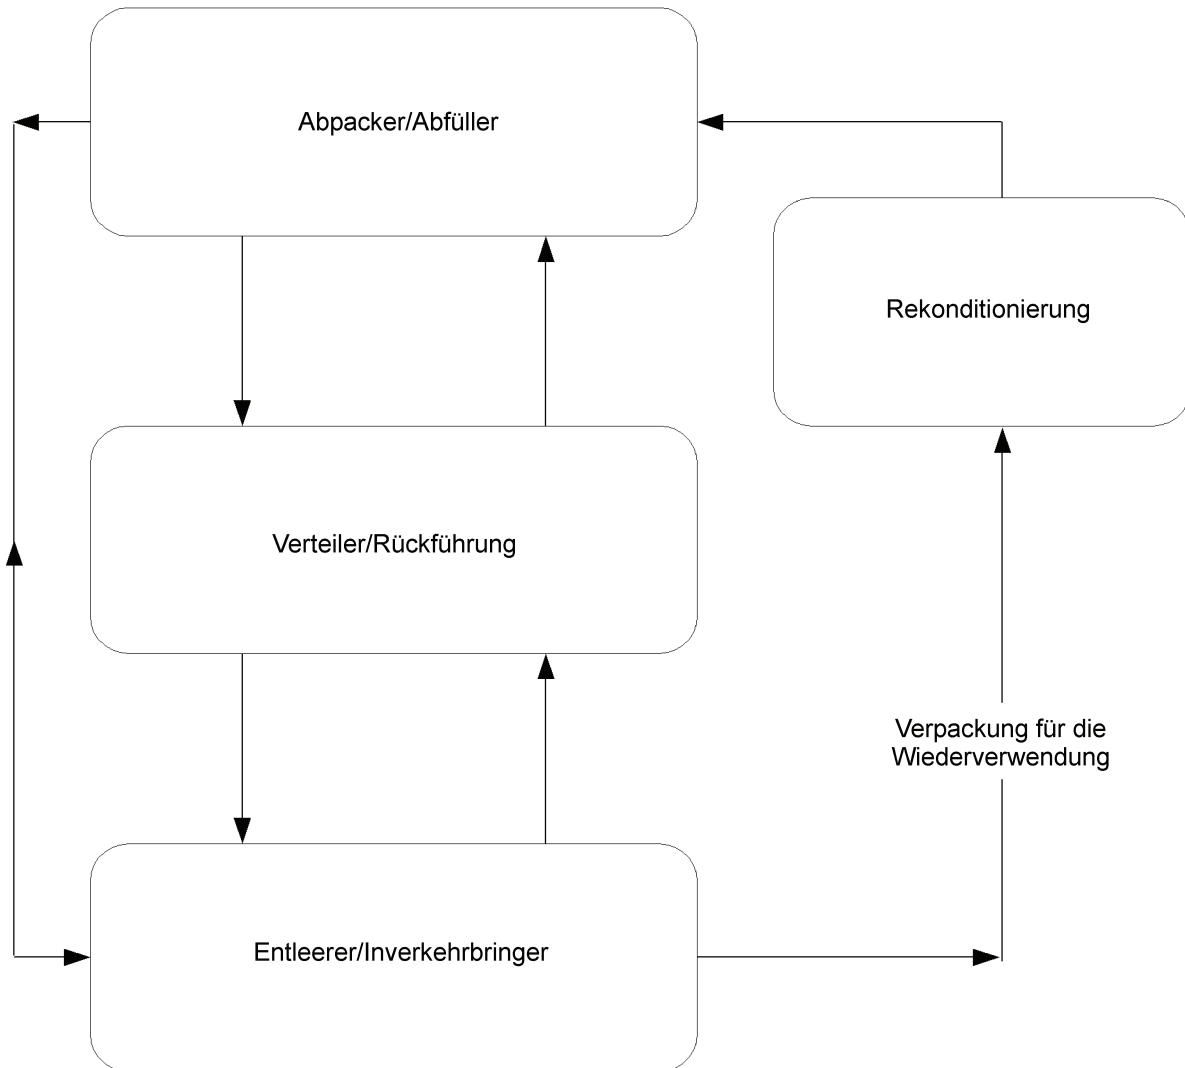 Abpacker/Abfüller
Rekonditionierung
Verteiler/Rückführung
Verpackung für die
Wiederverwendung
Entleerer/Inverkehrbringer